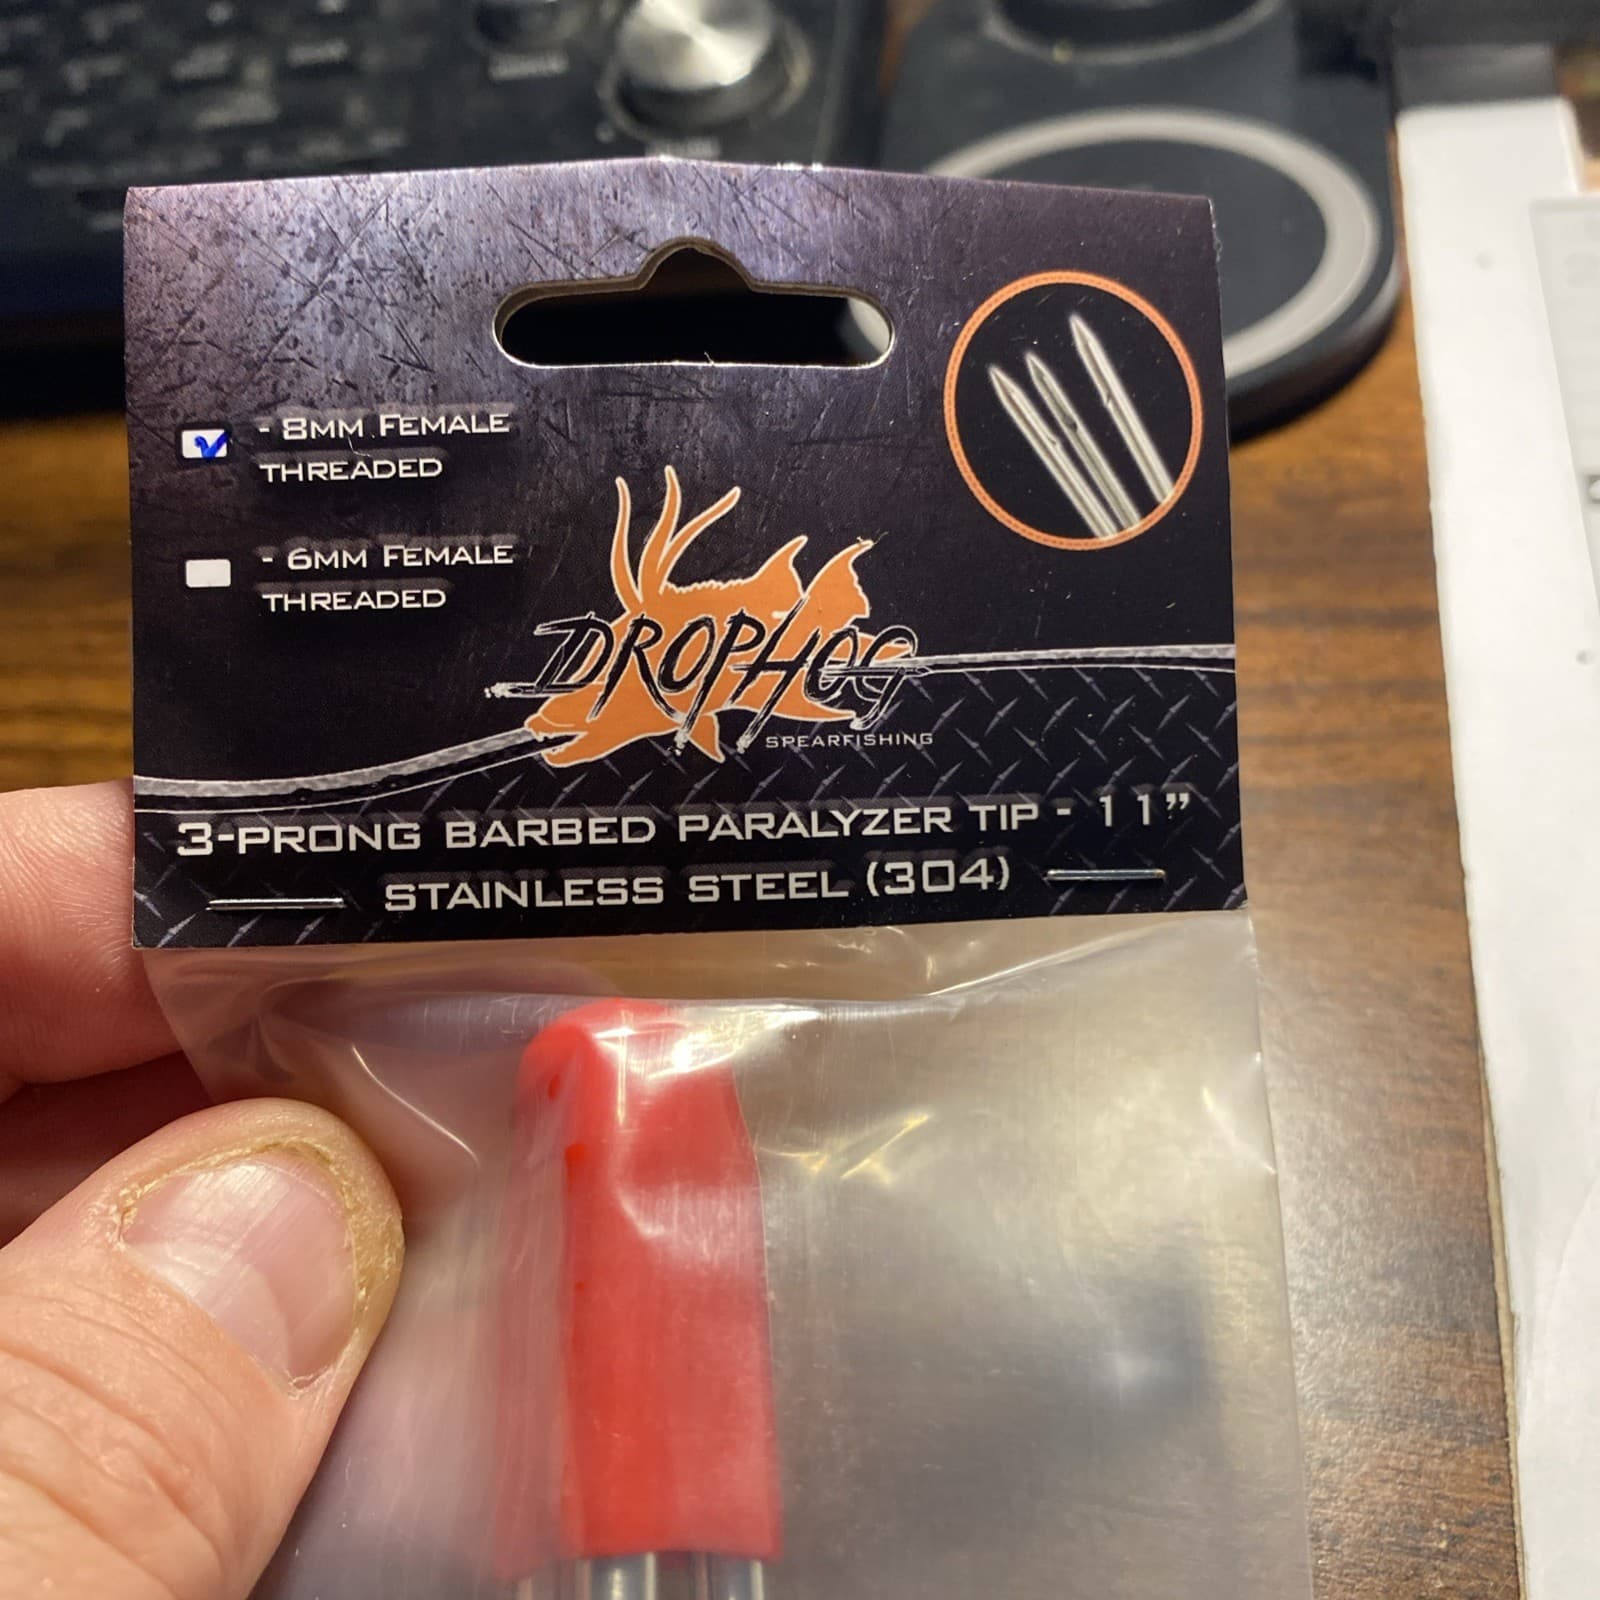 - 8MM FEMALE
THREADED
- 6MM FEMALE
THREADED
DROPHOG
SPEARFISHING
3-PRONG BARBED PARALYZER TIP - 11”
STAINLESS STEEL (304)